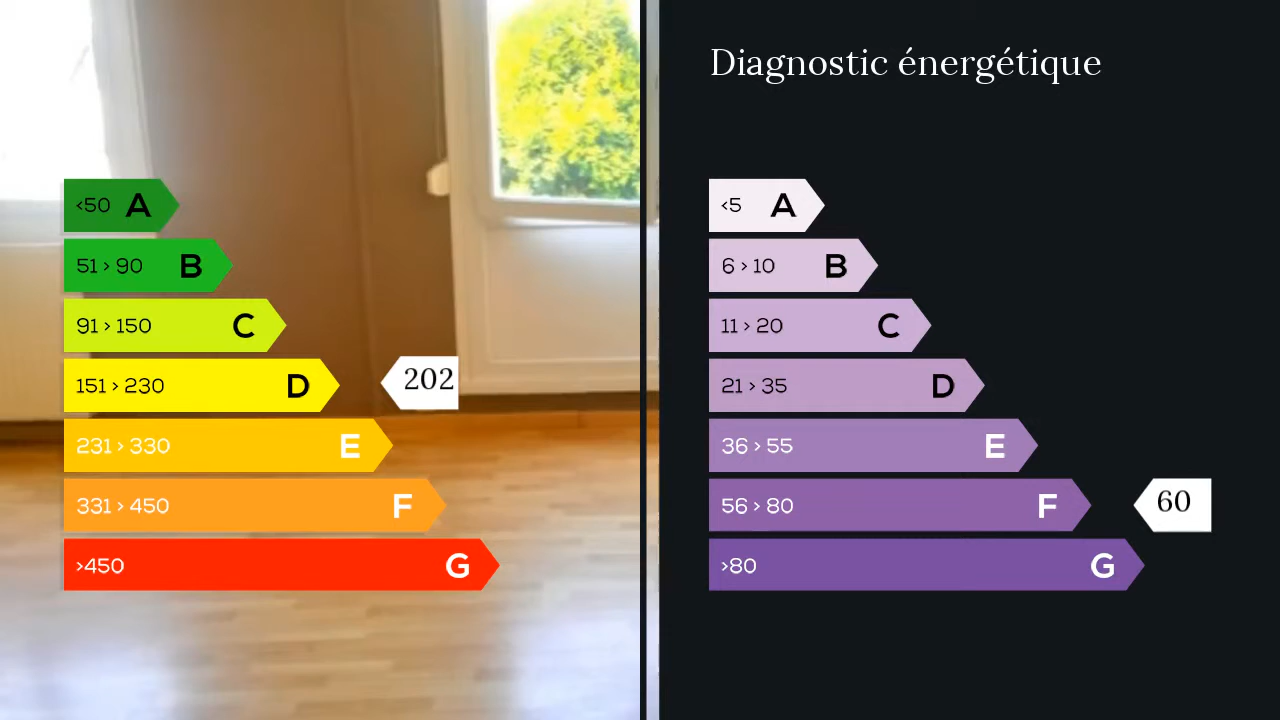 Diagnostic énergétique
<50 A
51 > 90 B
91 > 150 C
151 > 230 D
202
231 > 330 E
331 > 450 F
>450 G
<5 A
6 > 10 B
11 > 20 C
21 > 35 D
36 > 55 E
56 > 80 F
60
>80 G